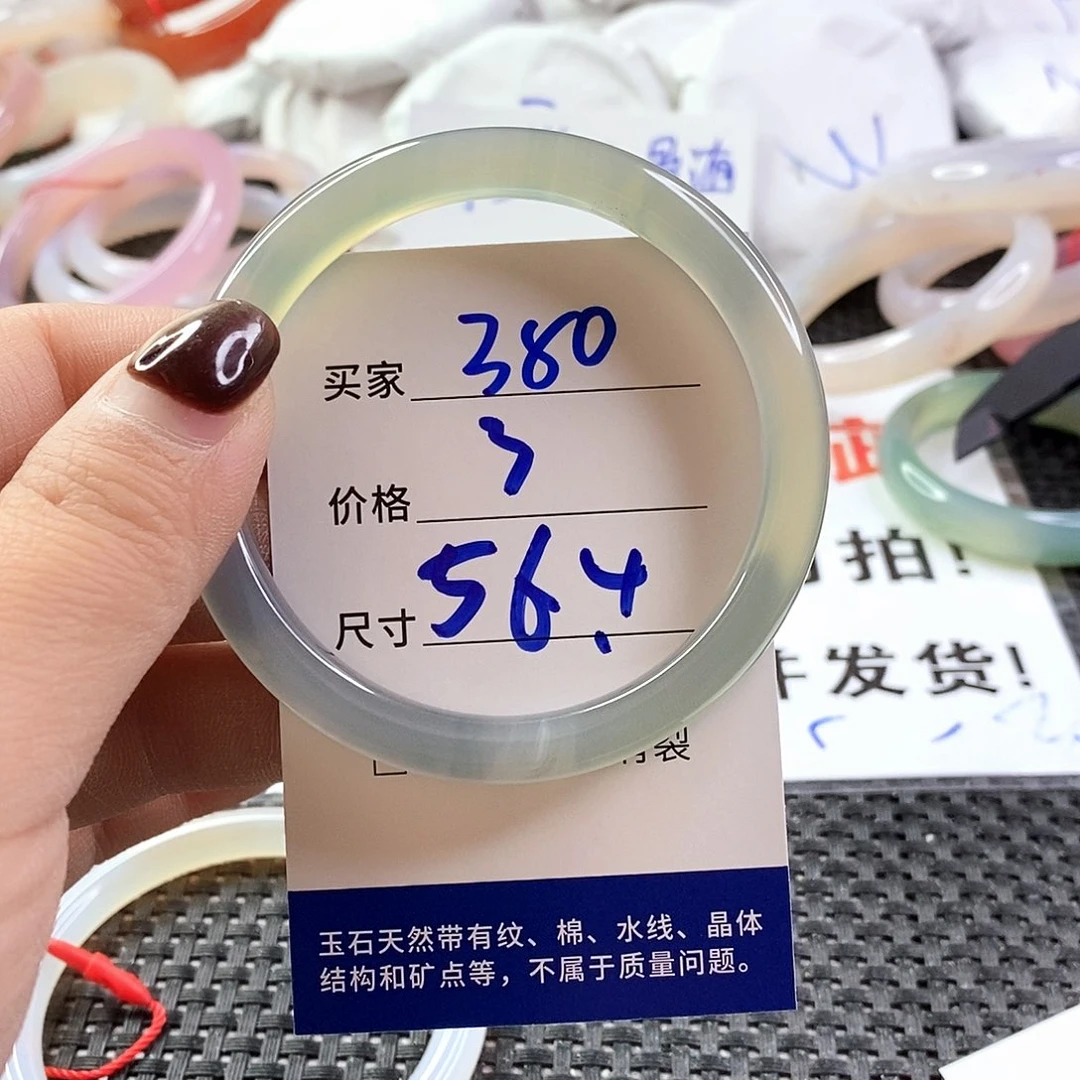 买家 380
价格 3
尺寸 56.4
裂
玉石天然带有纹、棉、水线、晶体
结构和矿点等，不属于质量问题。
拍！
件发货！